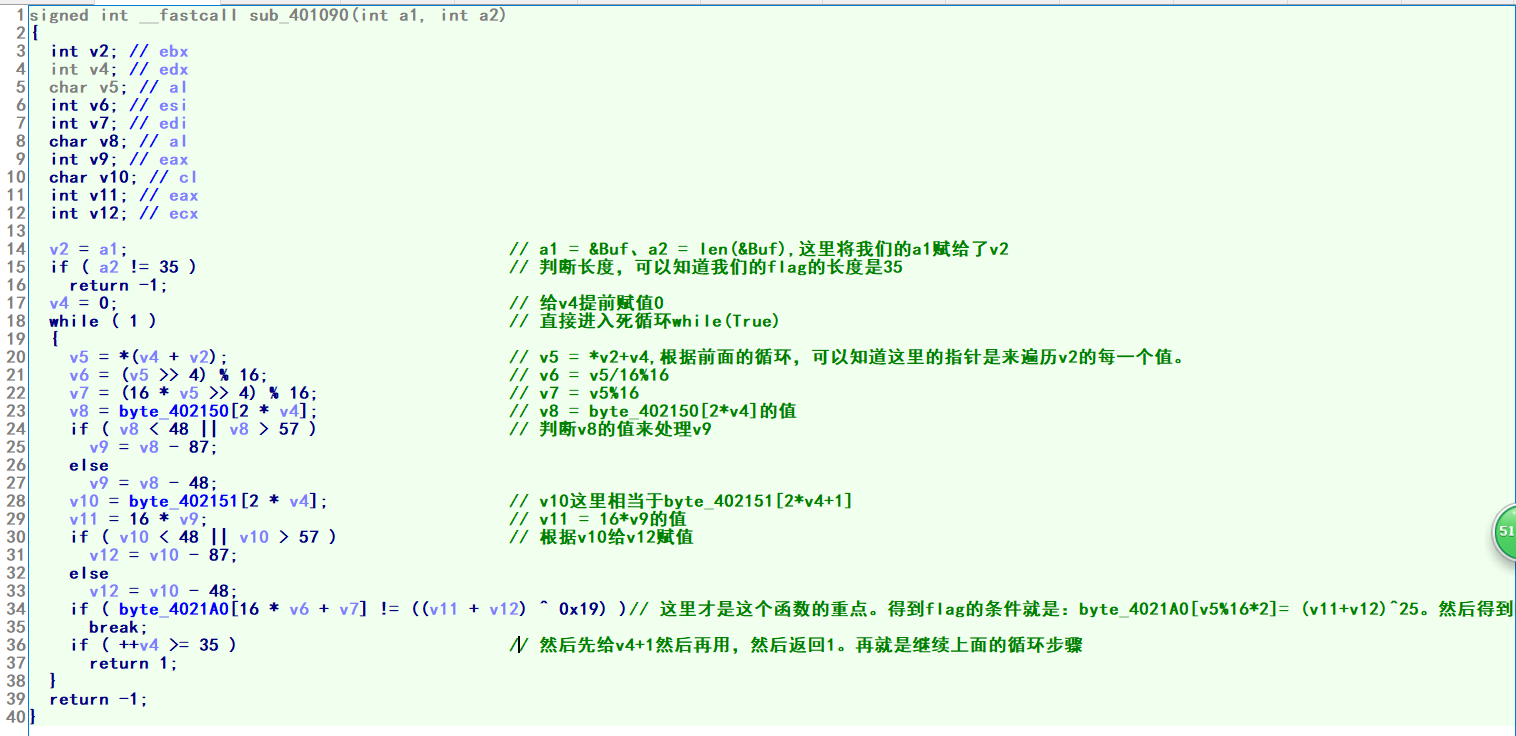 1 signed int __fastcall sub_401090(int a1, int a2)
2 {
3 int v2; // ebx
4 int v4; // edx
5 char v5; // al
6 int v6; // esi
7 int v7; // edi
8 char v8; // al
9 int v9; // eax
10 char v10; // cl
11 int v11; // eax
12 int v12; // ecx
13
14 v2 = a1; // a1 = &Buf、a2 = len(&Buf),这里将我们的a1赋给了v2
15 if ( a2 != 35 ) // 判断长度，可以知道我们的flag的长度是35
16 return -1;
17 v4 = 0; // 给v4提前赋值0
18 while ( 1 ) // 直接进入死循环while(True)
19 {
20 v5 = *(v4 + v2); // v5 = *v2+v4,根据前面的循环，可以知道这里的指针是来遍历v2的每一个值。
21 v6 = (v5 >> 4) % 16; // v6 = v5/16%16
22 v7 = (16 * v5 >> 4) % 16; // v7 = v5%16
23 v8 = byte_402150[2 * v4]; // v8 = byte_402150[2*v4]的值
24 if ( v8 < 48 || v8 > 57 ) // 判断v8的值来处理v9
25 v9 = v8 - 87;
26 else
27 v9 = v8 - 48;
28 v10 = byte_402151[2 * v4]; // v10这里相当于byte_402151[2*v4+1]
29 v11 = 16 * v9; // v11 = 16*v9的值
30 if ( v10 < 48 || v10 > 57 ) // 根据v10给v12赋值
31 v12 = v10 - 87;
32 else
33 v12 = v10 - 48;
34 if ( byte_4021A0[16 * v6 + v7] != ((v11 + v12) ^ 0x19) )// 这里才是这个函数的重点。得到flag的条件就是：byte_4021A0[v5%16*2]= (v11+v12)^25。然后得到
35 break;
36 if ( ++v4 >= 35 ) // 然后先给v4+1然后再用，然后返回1。再就是继续上面的循环步骤
37 return 1;
38 }
39 return -1;
40 }
51